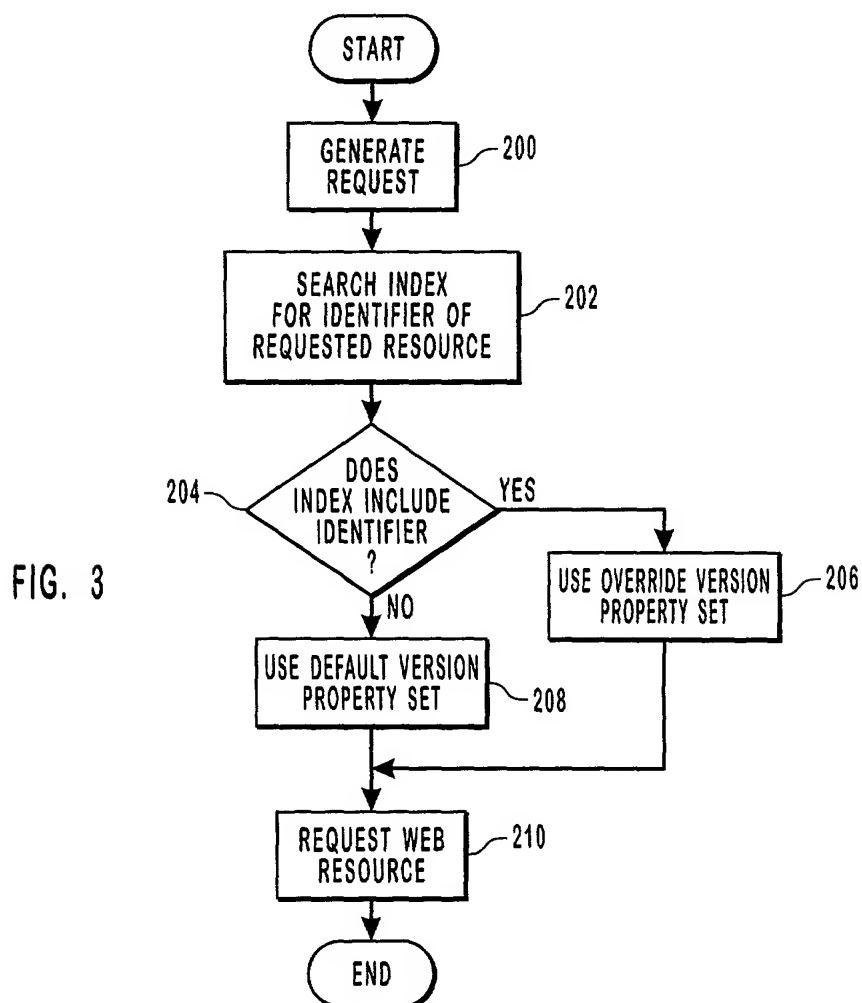 START
GENERATE
REQUEST
200
SEARCH INDEX
FOR IDENTIFIER OF
REQUESTED RESOURCE
202
DOES
INDEX INCLUDE
IDENTIFIER
?
204
YES
NO
USE OVERRIDE VERSION
PROPERTY SET
206
FIG. 3
USE DEFAULT VERSION
PROPERTY SET
208
REQUEST WEB
RESOURCE
210
END